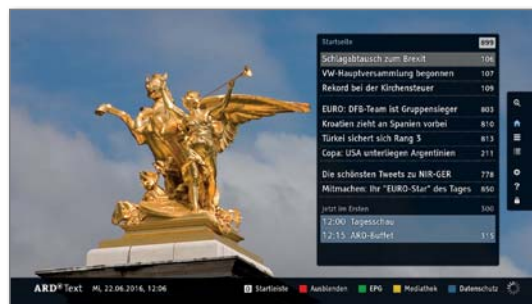 Startseite 899
Schlagabtausch zum Brexit 106
VW-Hauptversammlung begonnen 107
Rekord bei der Kirchensteuer 109
EURO: DFB-Team ist Gruppensieger 803
Kroatien zieht an Spanien vorbei 810
Türkei sichert sich Rang 3 813
Copa: USA unterliegen Argentinien 211
Die schönsten Tweets zu NIR-GER 778
Mitmachen: Ihr "EURO-Star" des Tages 850
Jetzt im Ersten 300
12:00 Tagesschau
12:15 ARD-Buffet 315
ARD Text Mi, 22.06.2016, 12:06 0 Startleiste Ausblenden EPG Mediathek Datenschutz